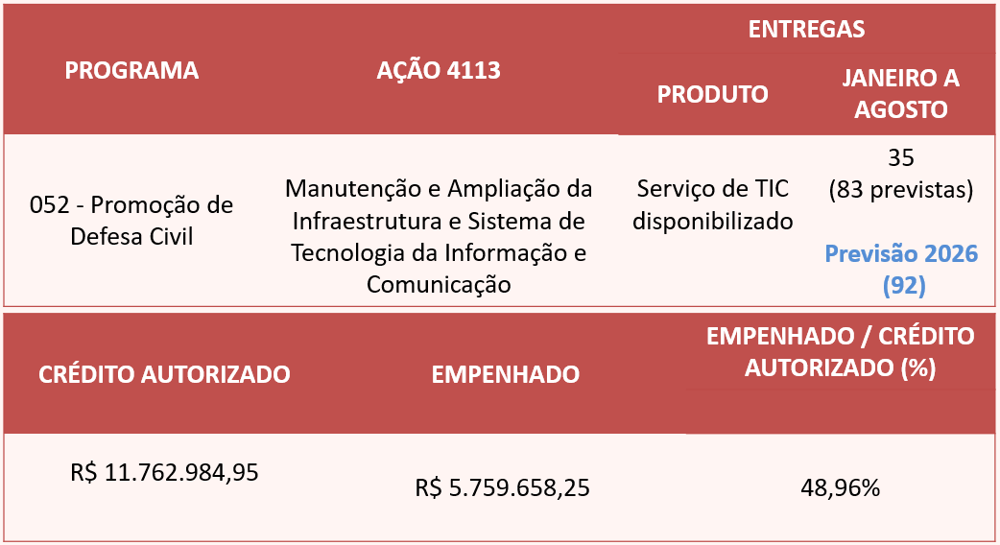 PROGRAMA
AÇÃO 4113
ENTREGAS
PRODUTO
JANEIRO A
AGOSTO
052 - Promoção de
Defesa Civil
Manutenção e Ampliação da
Infraestrutura e Sistema de
Tecnologia da Informação e
Comunicação
Serviço de TIC
disponibilizado
35
(83 previstas)
Previsão 2026
(92)
CRÉDITO AUTORIZADO
EMPENHADO
EMPENHADO / CRÉDITO
AUTORIZADO (%)
R$ 11.762.984,95
R$ 5.759.658,25
48,96%